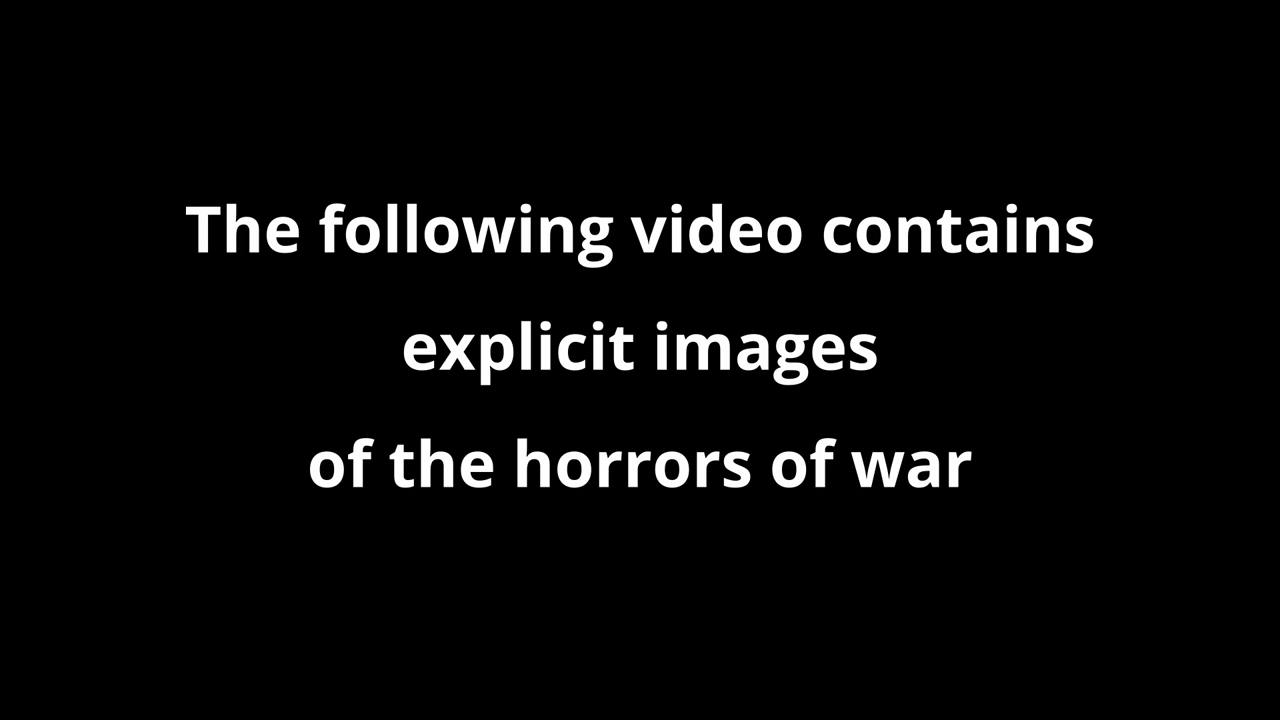 The following video contains
explicit images
of the horrors of war